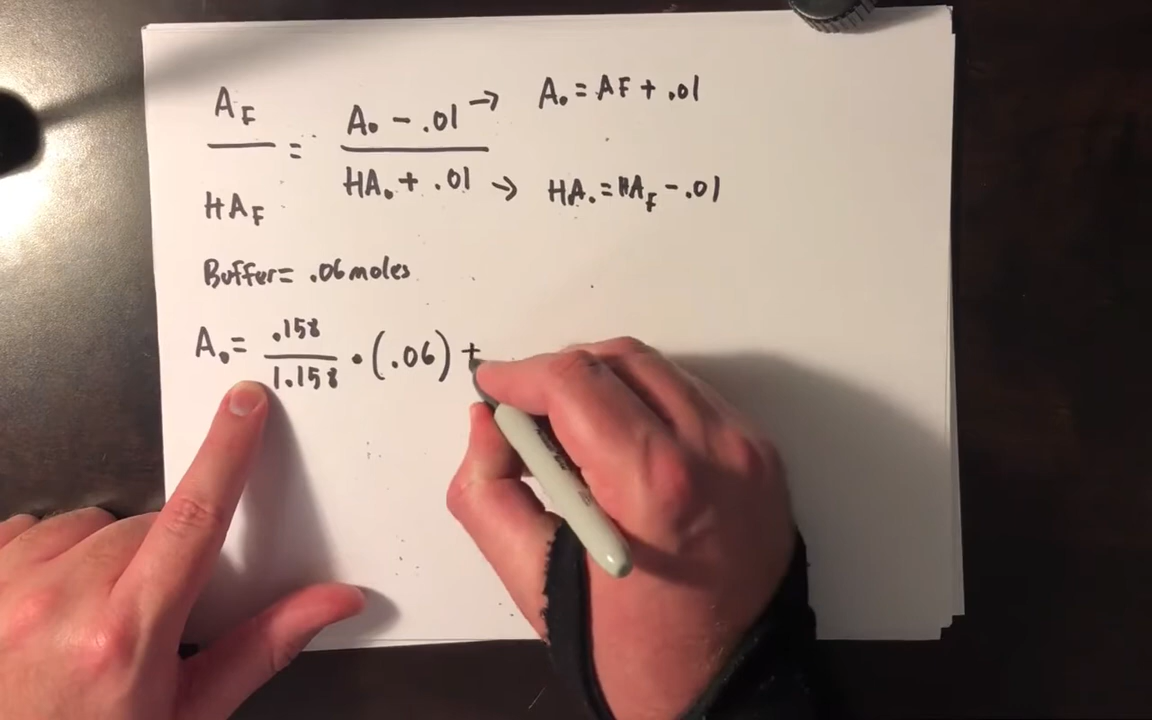 A_F / HA_F = A₀ - .01 / HA₀ + .01
→ A₀ = AF + .01
→ HA₀ = HA_F - .01
Buffer = .06 moles
A₀ = .158 / 1.158 • (.06) +